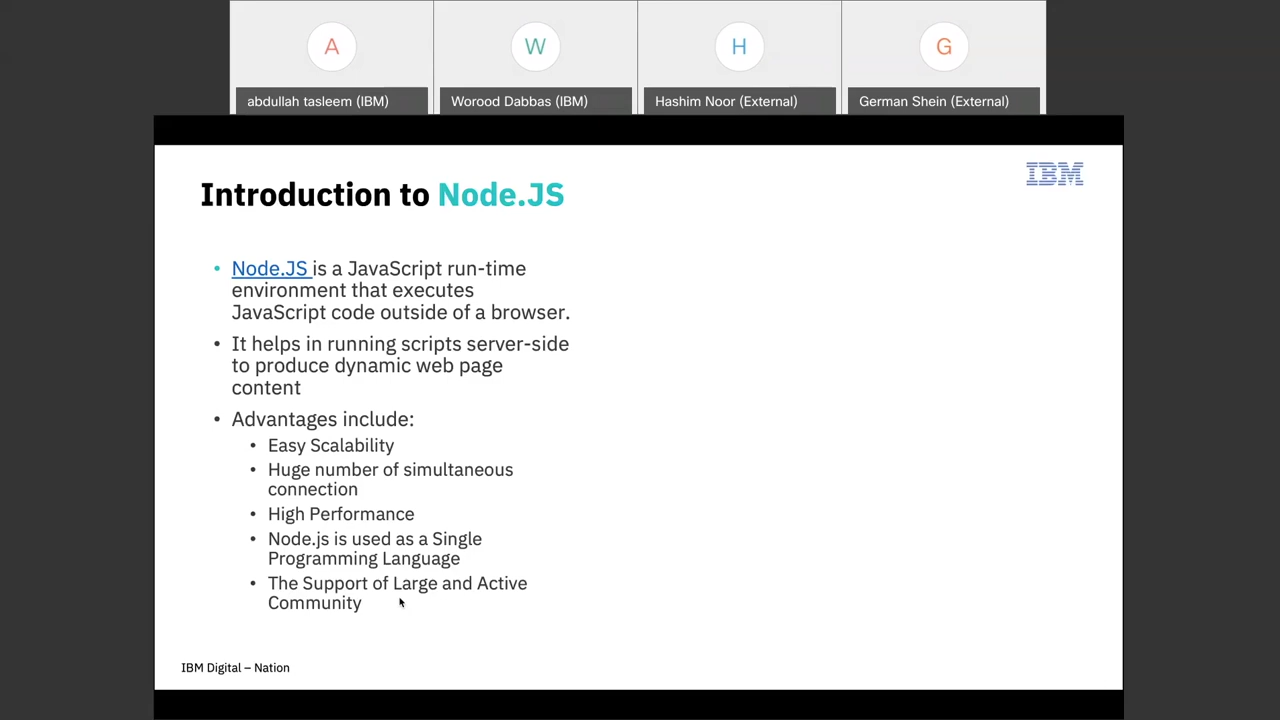 A
W
H
G
abdullah tasleem (IBM)
Worood Dabbas (IBM)
Hashim Noor (External)
German Shein (External)
IBM
Introduction to Node.JS
• Node.JS is a JavaScript run-time
environment that executes
JavaScript code outside of a browser.
• It helps in running scripts server-side
to produce dynamic web page
content
• Advantages include:
• Easy Scalability
• Huge number of simultaneous
connection
• High Performance
• Node.js is used as a Single
Programming Language
• The Support of Large and Active
Community
IBM Digital – Nation